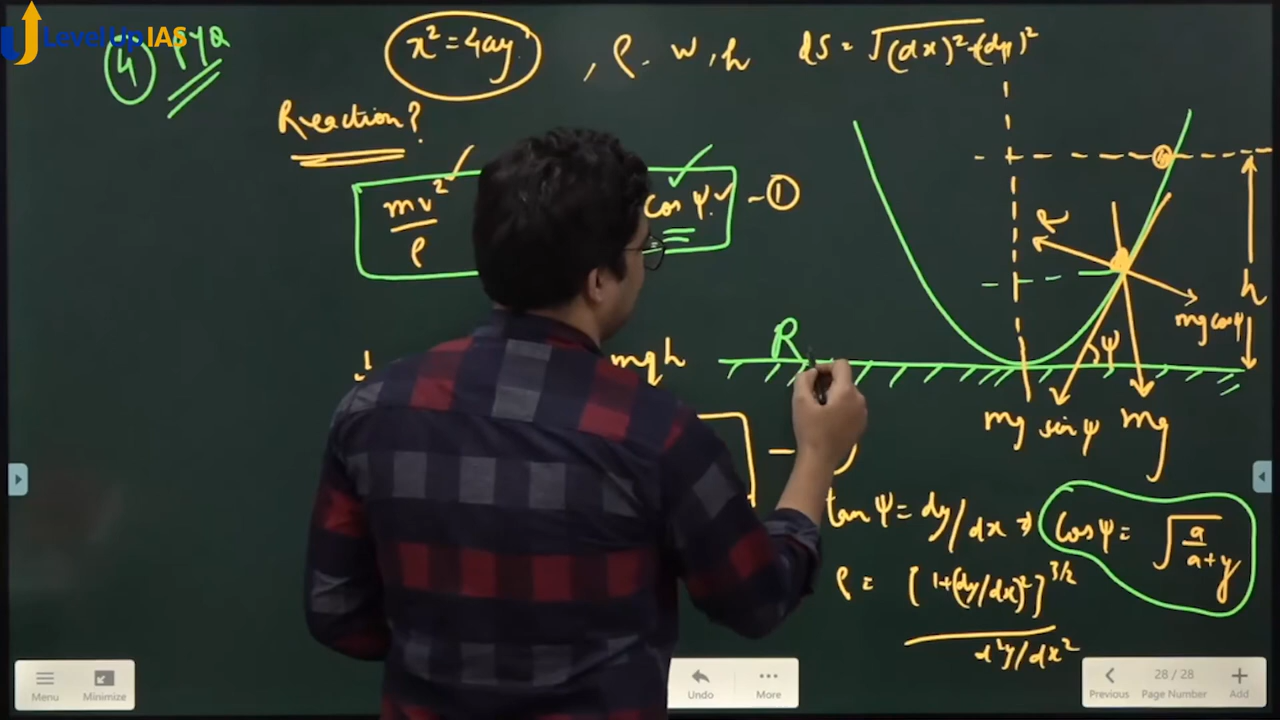 LevelUp IAS
4 PYQ
x² = 4ay , ρ. w, h ds = √(dx)²+(dy)²
Reaction?
mv²/ρ cos ψ. - ①
R
mg cos ψ
h
ψ
mgh R
mg sin ψ mg
tan ψ = dy/dx ⇒ cos ψ = √a/a+y
ρ = [1+(dy/dx)²]^3/2 / d²y/dx²
Menu Minimize Undo More Previous 28 / 28 Page Number Add